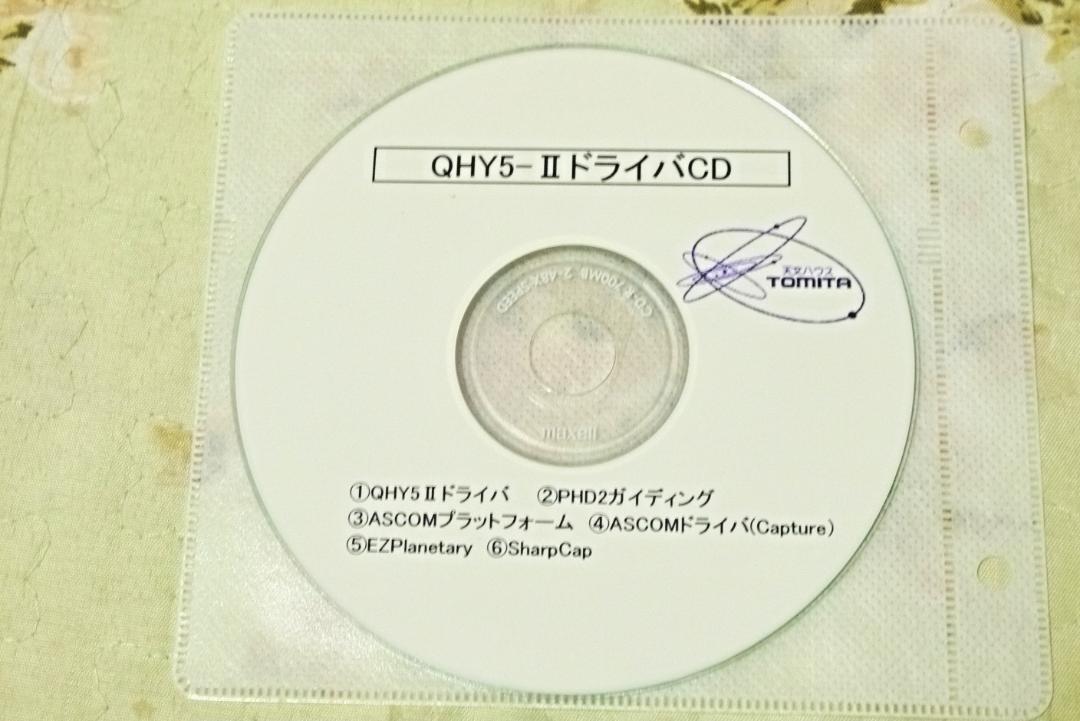 QHY5-ⅡドライバCD
天文ハウス
TOMITA
CD-R 700MB 2-48X SPEED
maxell
①QHY5Ⅱドライバ ②PHD2ガイディング
③ASCOMプラットフォーム ④ASCOMドライバ(Capture)
⑤EZPlanetary ⑥SharpCap